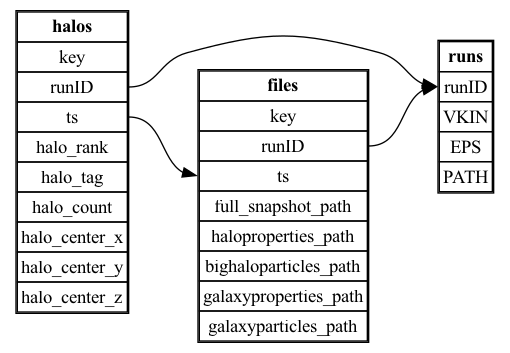 halos
key
runID
ts
halo_rank
halo_tag
halo_count
halo_center_x
halo_center_y
halo_center_z
files
key
runID
ts
full_snapshot_path
haloproperties_path
bighaloparticles_path
galaxyproperties_path
galaxyparticles_path
runs
runID
VKIN
EPS
PATH